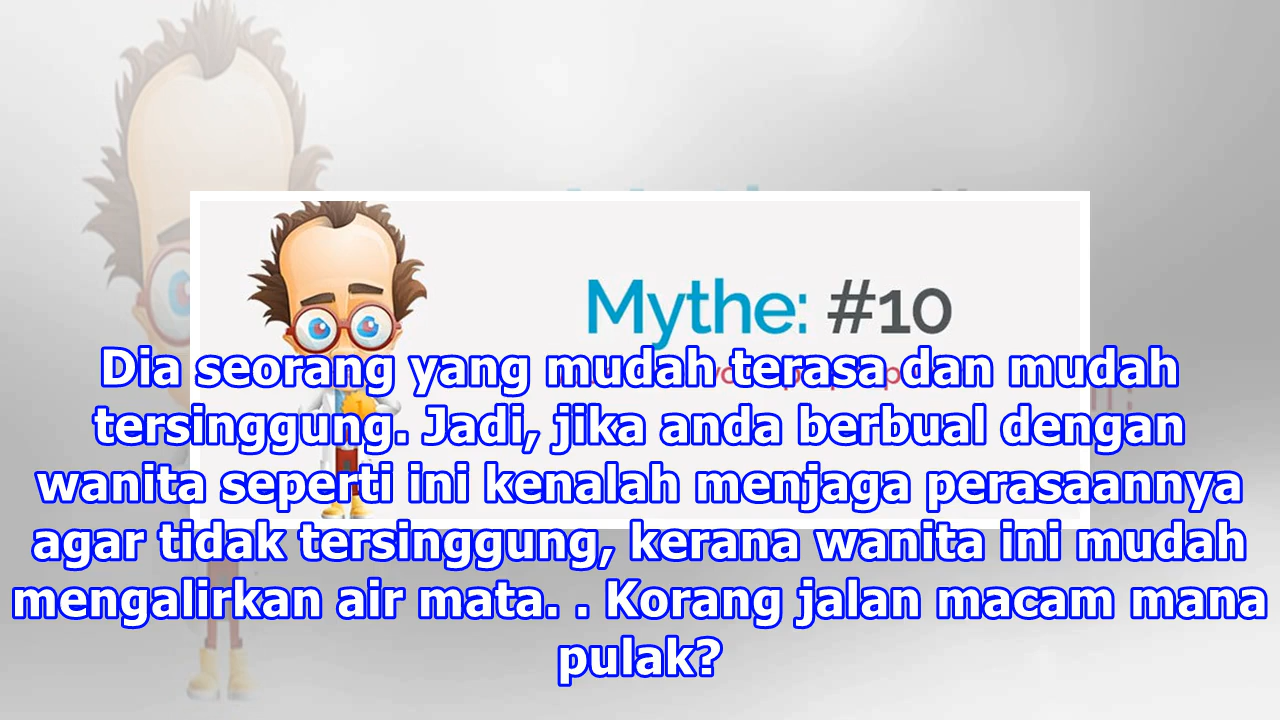 Mythe: #10
Dia seorang yang mudah terasa dan mudah
tersinggung. Jadi, jika anda berbual dengan
wanita seperti ini kenalah menjaga perasaannya
agar tidak tersinggung, kerana wanita ini mudah
mengalirkan air mata. . Korang jalan macam mana
pulak?